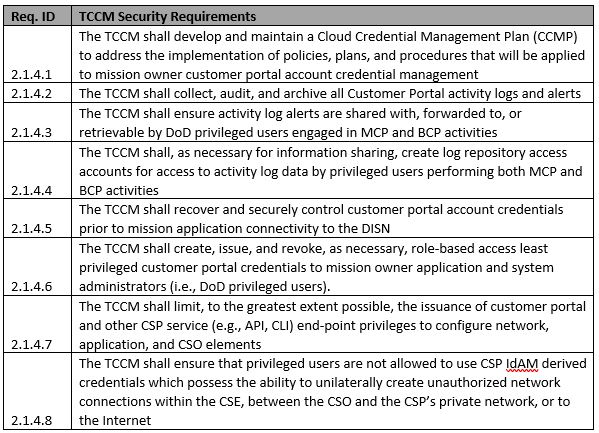 Req. ID TCCM Security Requirements
The TCCM shall develop and maintain a Cloud Credential Management Plan (CCMP)
to address the implementation of policies, plans, and procedures that will be applied
2.1.4.1 to mission owner customer portal account credential management
2.1.4.2 The TCCM shall collect, audit, and archive all Customer Portal activity logs and alerts
The TCCM shall ensure activity log alerts are shared with, forwarded to, or
2.1.4.3 retrievable by DoD privileged users engaged in MCP and BCP activities
The TCCM shall, as necessary for information sharing, create log repository access
accounts for access to activity log data by privileged users performing both MCP and
2.1.4.4 BCP activities
The TCCM shall recover and securely control customer portal account credentials
2.1.4.5 prior to mission application connectivity to the DISN
The TCCM shall create, issue, and revoke, as necessary, role-based access least
privileged customer portal credentials to mission owner application and system
2.1.4.6 administrators (i.e., DoD privileged users).
The TCCM shall limit, to the greatest extent possible, the issuance of customer portal
and other CSP service (e.g., API, CLI) end-point privileges to configure network,
2.1.4.7 application, and CSO elements
The TCCM shall ensure that privileged users are not allowed to use CSP IdAM derived
credentials which possess the ability to unilaterally create unauthorized network
connections within the CSE, between the CSO and the CSP's private network, or to
2.1.4.8 the Internet